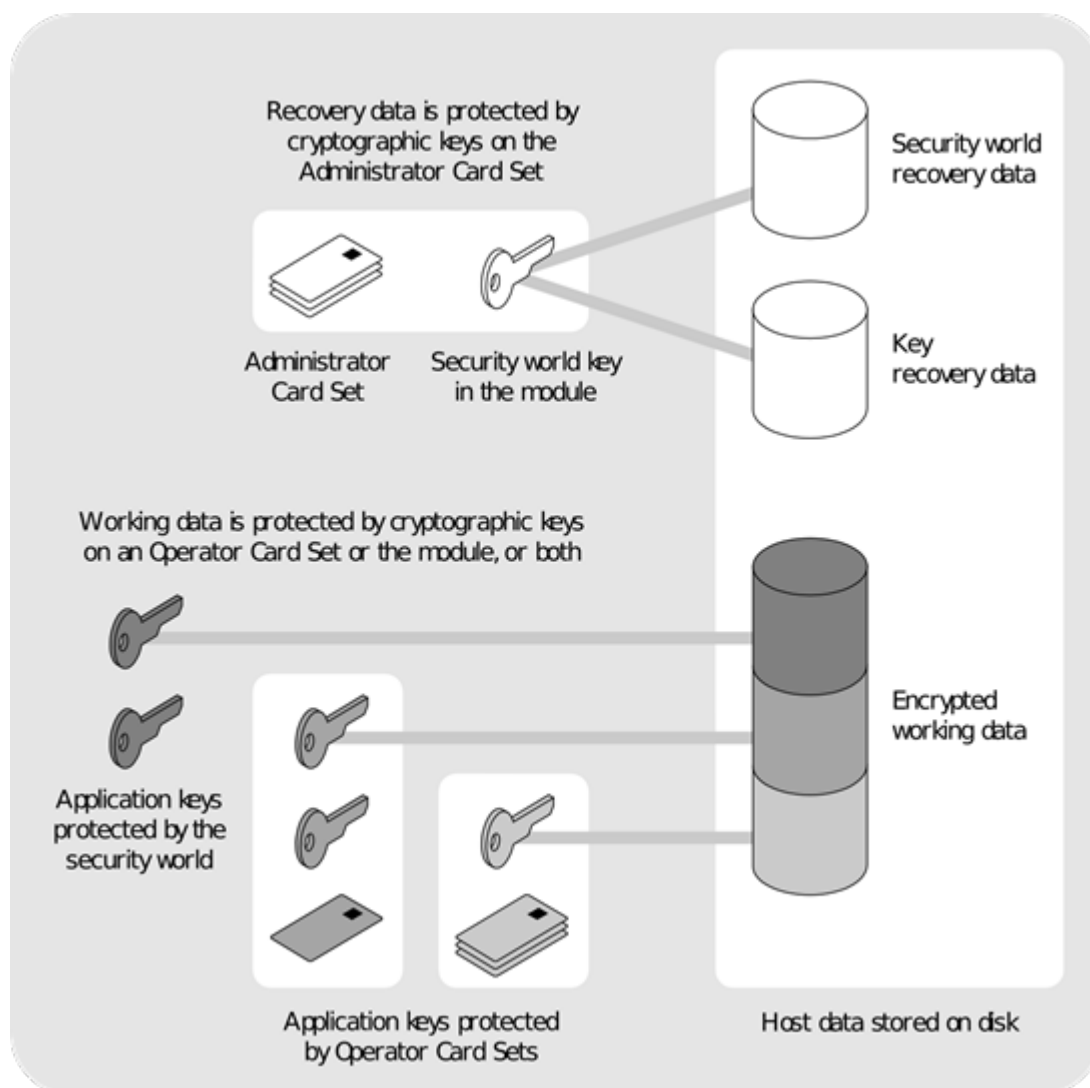 Recovery data is protected by
cryptographic keys on the
Administrator Card Set
Security world
recovery data
Administrator
Card Set
Security world key
in the module
Key
recovery data
Working data is protected by cryptographic keys
on an Operator Card Set or the module, or both
Encrypted
working data
Application keys
protected by the
security world
Application keys protected
by Operator Card Sets
Host data stored on disk